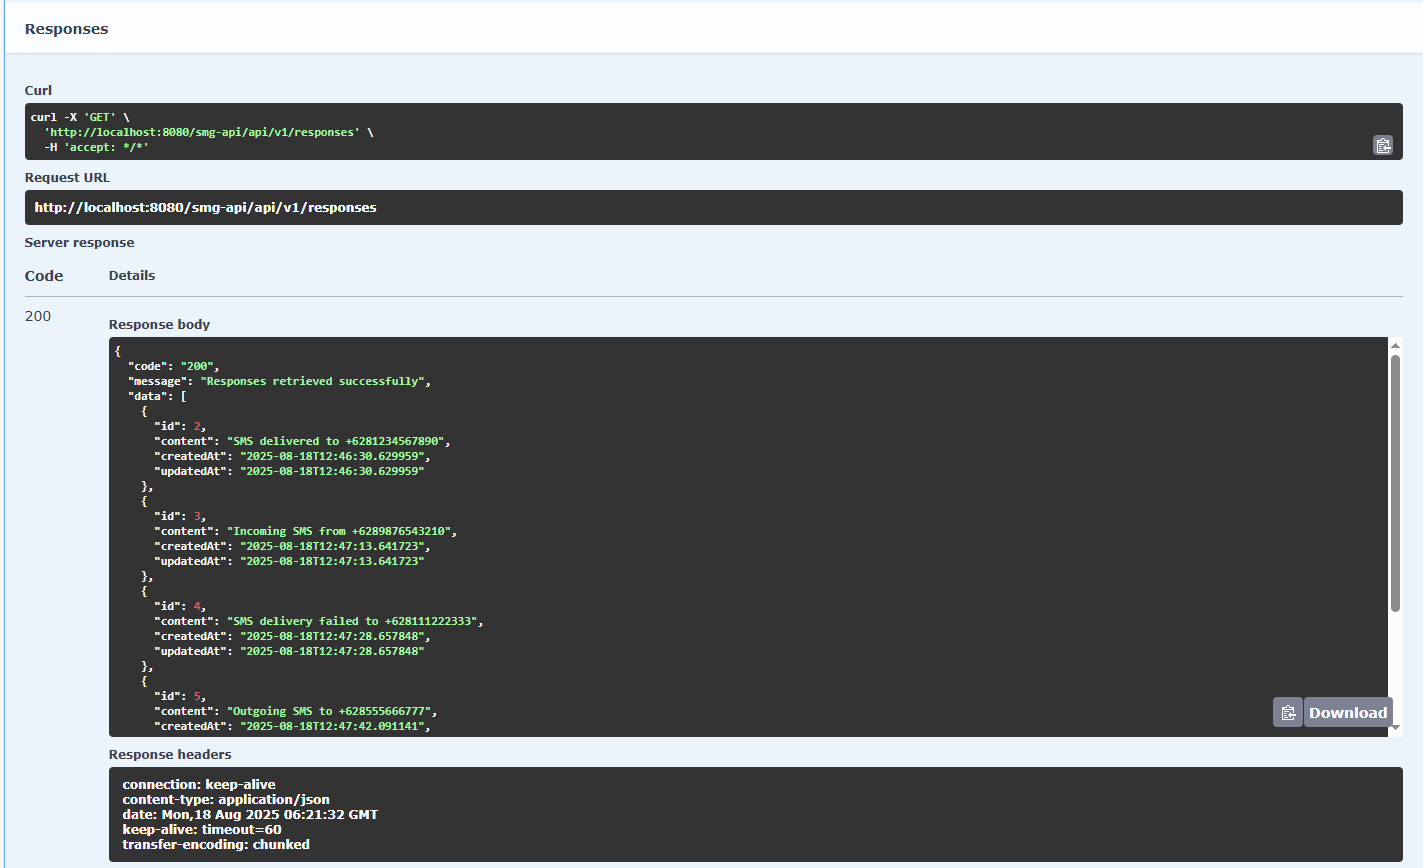 Responses
Curl
curl -X 'GET' \
  'http://localhost:8080/smg-api/api/v1/responses' \
  -H 'accept: */*'
Request URL
http://localhost:8080/smg-api/api/v1/responses
Server response
Code Details
200
Response body
{
  "code": "200",
  "message": "Responses retrieved successfully",
  "data": [
    {
      "id": 2,
      "content": "SMS delivered to +6281234567890",
      "createdAt": "2025-08-18T12:46:30.629959",
      "updatedAt": "2025-08-18T12:46:30.629959"
    },
    {
      "id": 3,
      "content": "Incoming SMS from +6289876543210",
      "createdAt": "2025-08-18T12:47:13.641723",
      "updatedAt": "2025-08-18T12:47:13.641723"
    },
    {
      "id": 4,
      "content": "SMS delivery failed to +628111222333",
      "createdAt": "2025-08-18T12:47:28.657848",
      "updatedAt": "2025-08-18T12:47:28.657848"
    },
    {
      "id": 5,
      "content": "Outgoing SMS to +628555666777",
      "createdAt": "2025-08-18T12:47:42.091141",
Download
Response headers
connection: keep-alive
content-type: application/json
date: Mon,18 Aug 2025 06:21:32 GMT
keep-alive: timeout=60
transfer-encoding: chunked